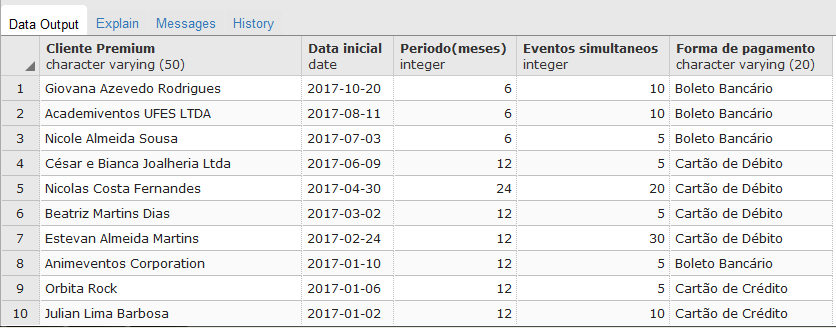 Data Output Explain Messages History
Cliente Premium Data inicial Periodo(meses) Eventos simultaneos Forma de pagamento
character varying (50) date integer integer character varying (20)
1 Giovana Azevedo Rodrigues 2017-10-20 6 10 Boleto Bancário
2 Academiventos UFES LTDA 2017-08-11 6 10 Boleto Bancário
3 Nicole Almeida Sousa 2017-07-03 6 5 Boleto Bancário
4 César e Bianca Joalheria Ltda 2017-06-09 12 5 Cartão de Débito
5 Nicolas Costa Fernandes 2017-04-30 24 20 Cartão de Débito
6 Beatriz Martins Dias 2017-03-02 12 5 Cartão de Débito
7 Estevan Almeida Martins 2017-02-24 12 30 Cartão de Débito
8 Animeventos Corporation 2017-01-10 12 5 Boleto Bancário
9 Orbita Rock 2017-01-06 12 5 Cartão de Crédito
10 Julian Lima Barbosa 2017-01-02 12 10 Cartão de Crédito